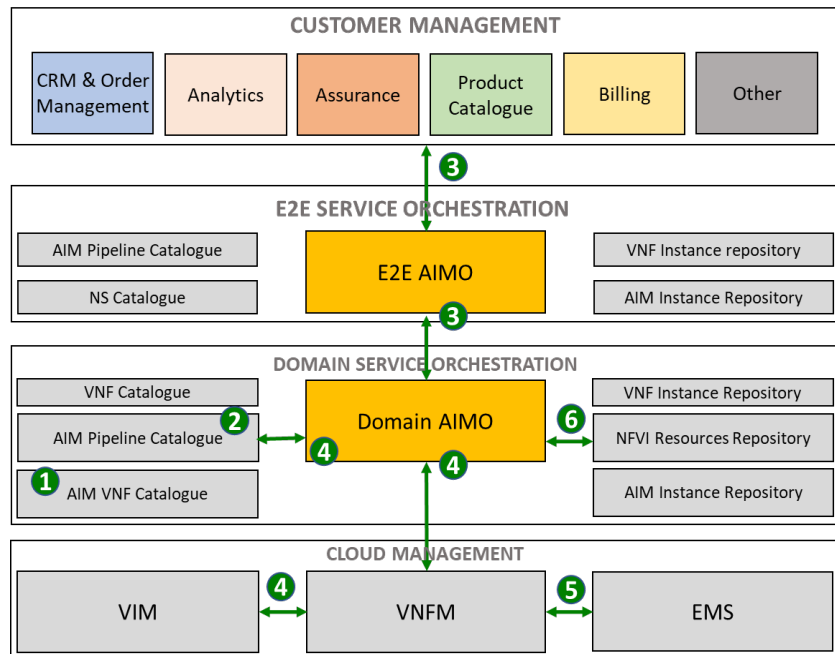 CUSTOMER MANAGEMENT
CRM & Order
Management
Analytics
Assurance
Product
Catalogue
Billing
Other
3
E2E SERVICE ORCHESTRATION
AIM Pipeline Catalogue
NS Catalogue
E2E AIMO
VNF Instance repository
AIM Instance Repository
3
DOMAIN SERVICE ORCHESTRATION
VNF Catalogue
2
AIM Pipeline Catalogue
1
AIM VNF Catalogue
Domain AIMO
4
4
6
VNF Instance Repository
NFVI Resources Repository
AIM Instance Repository
CLOUD MANAGEMENT
VIM
4
VNFM
5
EMS